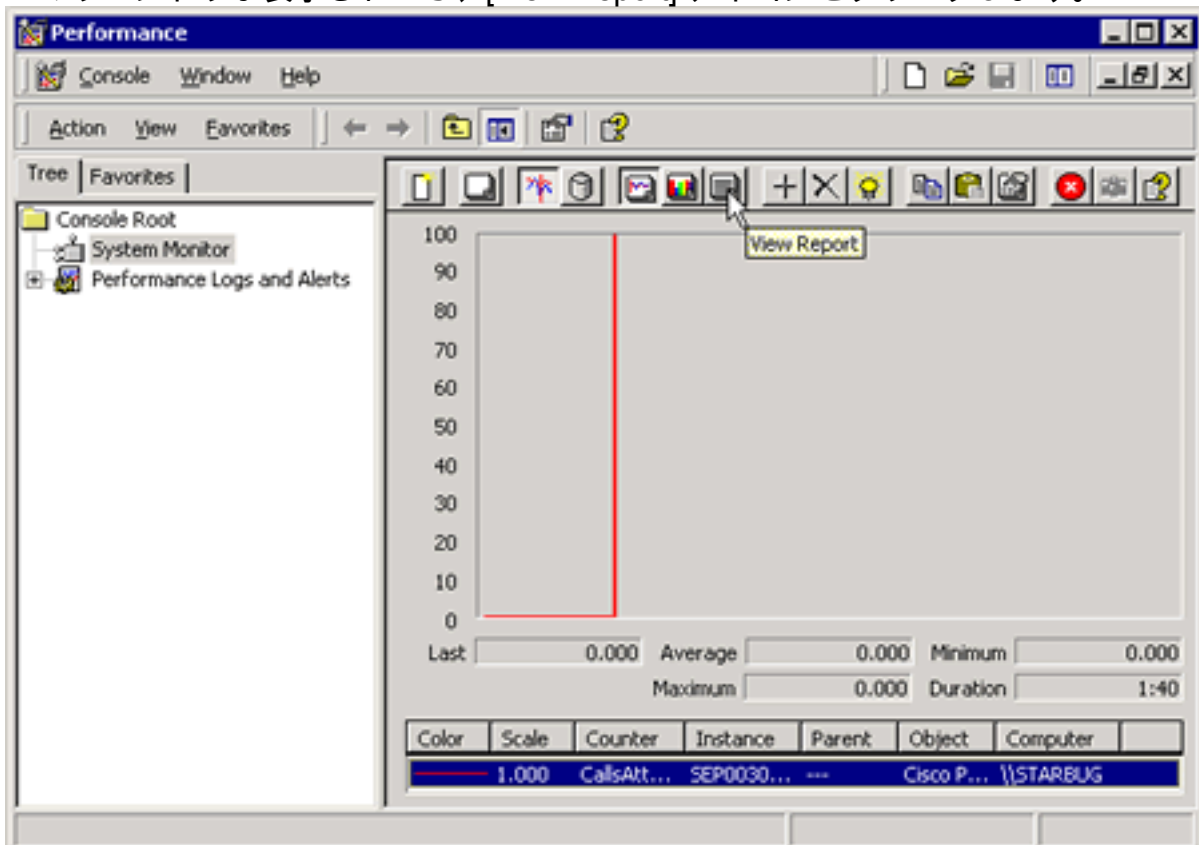 Performance
Console Window Help
Action View Favorites
Tree Favorites
Console Root
System Monitor
Performance Logs and Alerts
View Report
100
90
80
70
60
50
40
30
20
10
0
Last 0.000 Average 0.000 Minimum 0.000
Maximum 0.000 Duration 1:40
Color Scale Counter Instance Parent Object Computer
1.000 CallsAtt... SEP0030... --- Cisco P... \\STARBUG